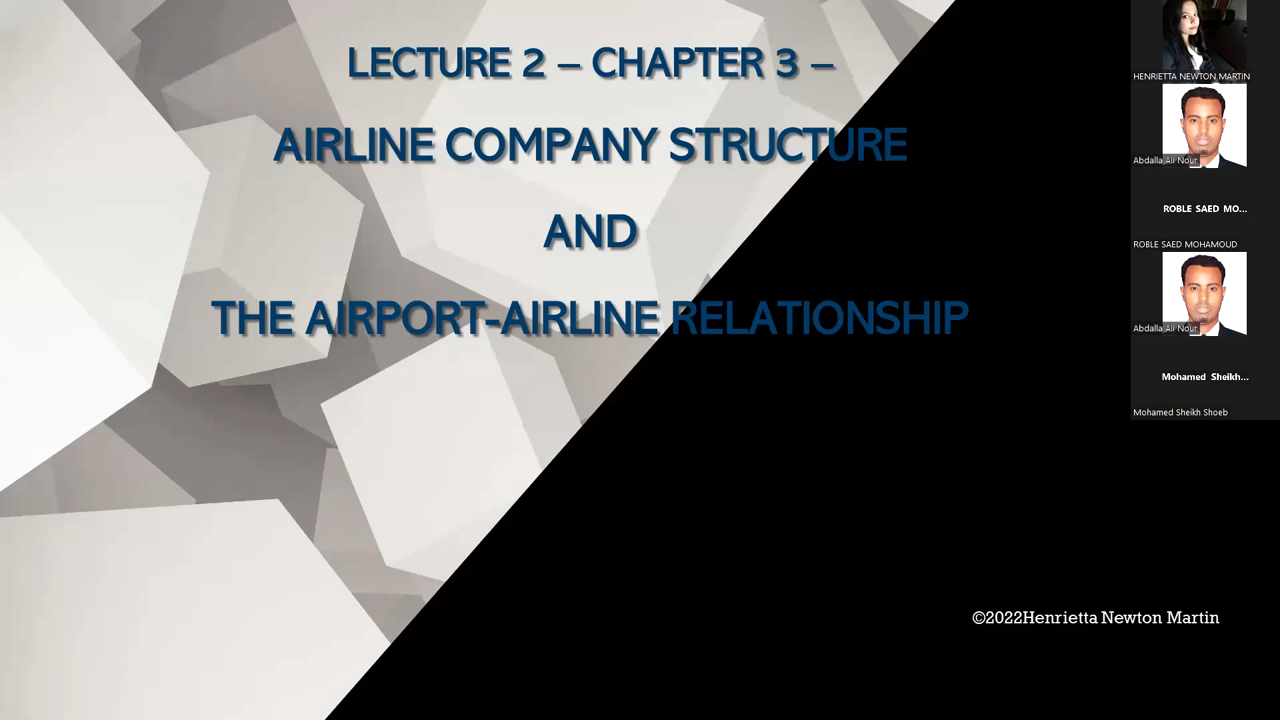 LECTURE 2 – CHAPTER 3 –
AIRLINE COMPANY STRUCTURE
AND
THE AIRPORT-AIRLINE RELATIONSHIP
HENRIETTA NEWTON MARTIN
Abdalla Ali Nour
ROBLE SAED MO...
ROBLE SAED MOHAMOUD
Abdalla Ali Nour
Mohamed Sheikh...
Mohamed Sheikh Shoeb
©2022Henrietta Newton Martin